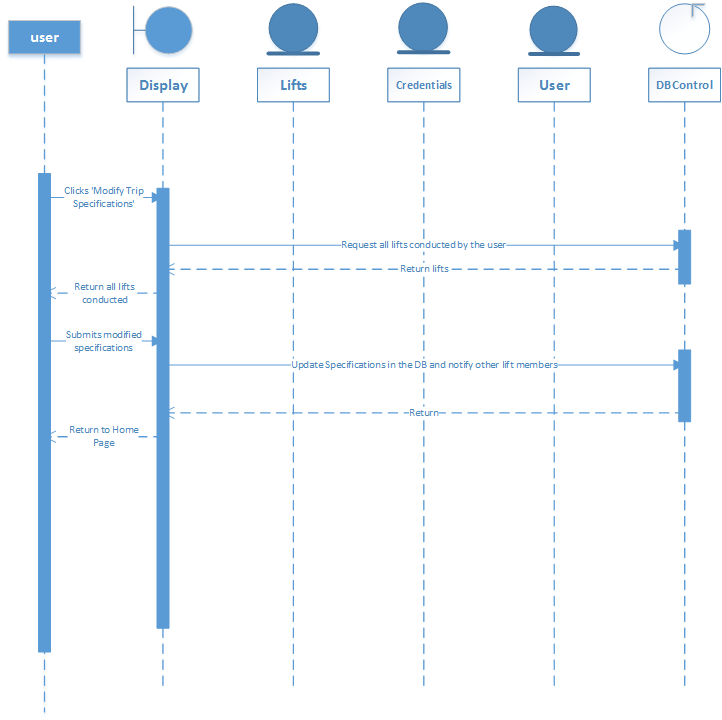 user
Display
Lifts
Credentials
User
DBControl
Clicks 'Modify Trip
Specifications'
Request all lifts conducted by the user
Return lifts
Return all lifts
conducted
Submits modified
specifications
Update Specifications in the DB and notify other lift members
Return
Return to Home
Page